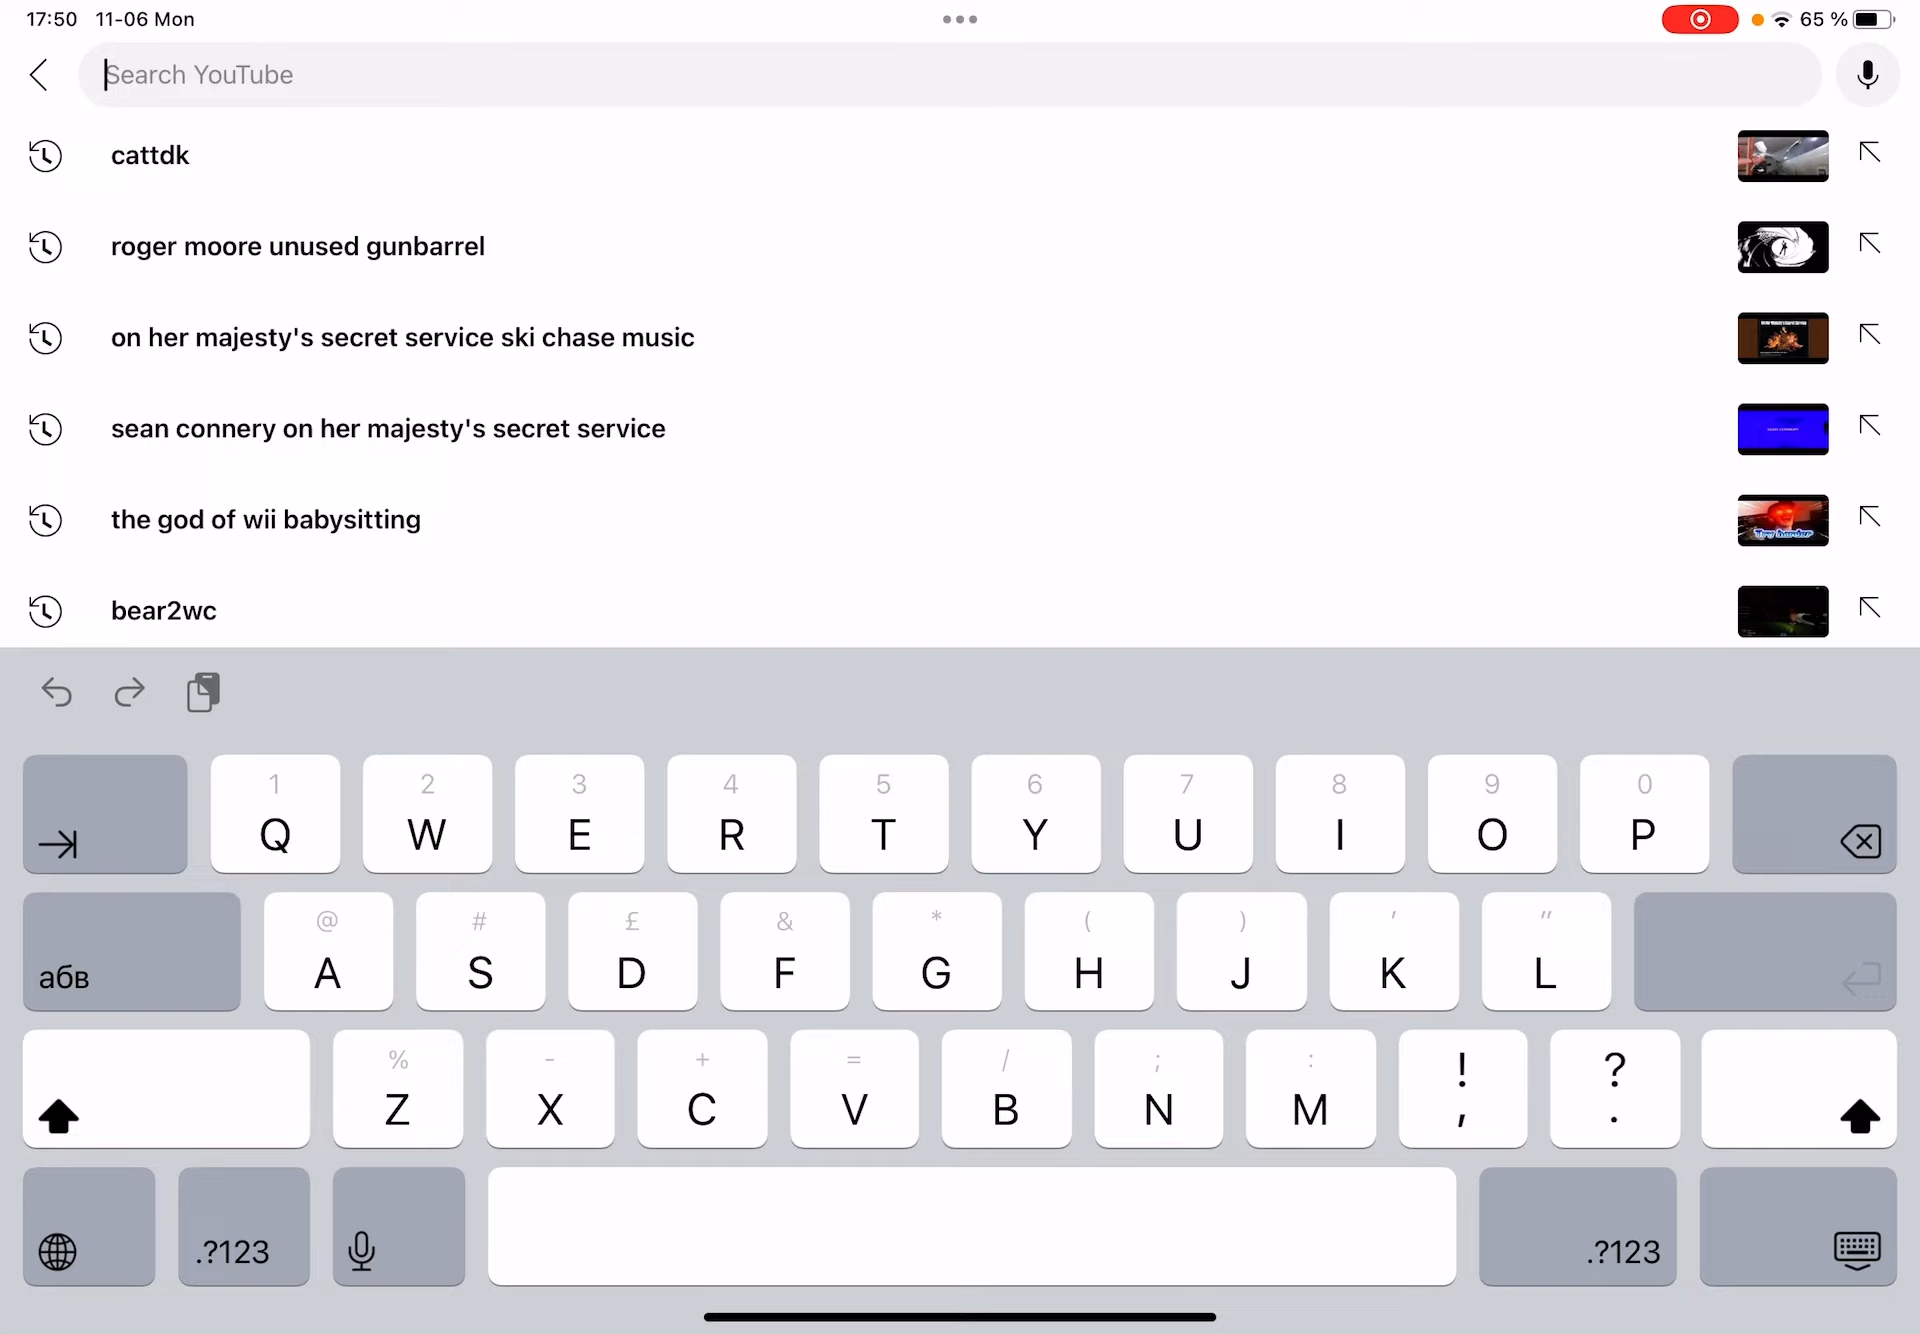 17:50 11-06 Mon 65 %
Search YouTube
cattdk
roger moore unused gunbarrel
on her majesty's secret service ski chase music
sean connery on her majesty's secret service
the god of wii babysitting
Try harder
bear2wc
1 2 3 4 5 6 7 8 9 0
Q W E R T Y U I O P
@ # £ & * ( ) ' "
абв A S D F G H J K L
% - + = / ; : ! ?
Z X C V B N M , .
.?123 .?123